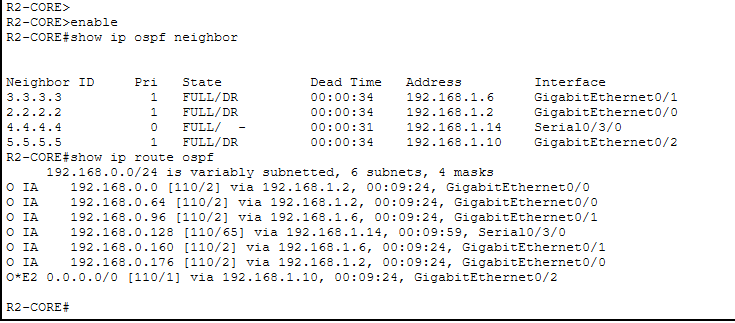 R2-CORE>
R2-CORE>enable
R2-CORE#show ip ospf neighbor
Neighbor ID     Pri   State           Dead Time   Address         Interface
3.3.3.3           1   FULL/DR         00:00:34    192.168.1.6     GigabitEthernet0/1
2.2.2.2           1   FULL/DR         00:00:34    192.168.1.2     GigabitEthernet0/0
4.4.4.4           0   FULL/  -        00:00:31    192.168.1.14    Serial0/3/0
5.5.5.5           1   FULL/DR         00:00:34    192.168.1.10    GigabitEthernet0/2
R2-CORE#show ip route ospf
     192.168.0.0/24 is variably subnetted, 6 subnets, 4 masks
O IA    192.168.0.0 [110/2] via 192.168.1.2, 00:09:24, GigabitEthernet0/0
O IA    192.168.0.64 [110/2] via 192.168.1.2, 00:09:24, GigabitEthernet0/0
O IA    192.168.0.96 [110/2] via 192.168.1.6, 00:09:24, GigabitEthernet0/1
O IA    192.168.0.128 [110/65] via 192.168.1.14, 00:09:59, Serial0/3/0
O IA    192.168.0.160 [110/2] via 192.168.1.6, 00:09:24, GigabitEthernet0/1
O IA    192.168.0.176 [110/2] via 192.168.1.2, 00:09:24, GigabitEthernet0/0
O*E2 0.0.0.0/0 [110/1] via 192.168.1.10, 00:09:24, GigabitEthernet0/2
R2-CORE#